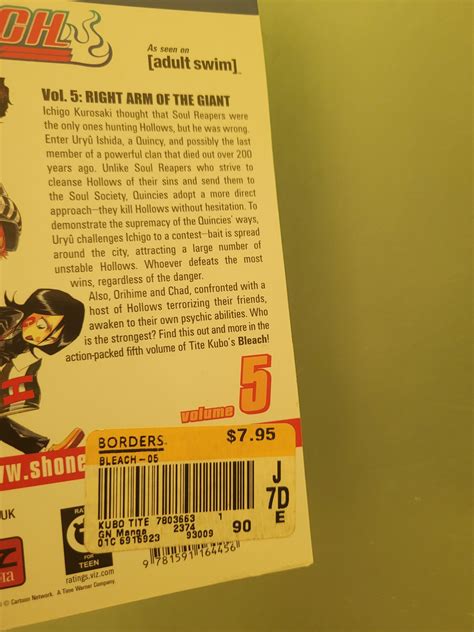 CH
As seen on
[adult swim]™
Vol. 5: RIGHT ARM OF THE GIANT
Ichigo Kurosaki thought that Soul Reapers were
the only ones hunting Hollows, but he was wrong.
Enter Uryû Ishida, a Quincy, and possibly the last
member of a powerful clan that died out over 200
years ago. Unlike Soul Reapers who strive to
cleanse Hollows of their sins and send them to
the Soul Society, Quincies adopt a more direct
approach—they kill Hollows without hesitation. To
demonstrate the supremacy of the Quincies' ways,
Uryû challenges Ichigo to a contest—bait is spread
around the city, attracting a large number of
unstable Hollows. Whoever defeats the most
wins, regardless of the danger.
Also, Orihime and Chad, confronted with a
host of Hollows terrorizing their friends,
awaken to their own psychic abilities. Who
is the strongest? Find this out and more in the
action-packed fifth volume of Tite Kubo's Bleach!
volume 5
w.shone
BORDERS. $7.95
BLEACH-05
J
7D
E
KUBO TITE 7803663 1
GN Manga 2374
01C 6916923 93009 90
9 781591 164456
UK
RAT
T
FOR
TEEN
ratings.viz.com
© Cartoon Network. A Time Warner Company.